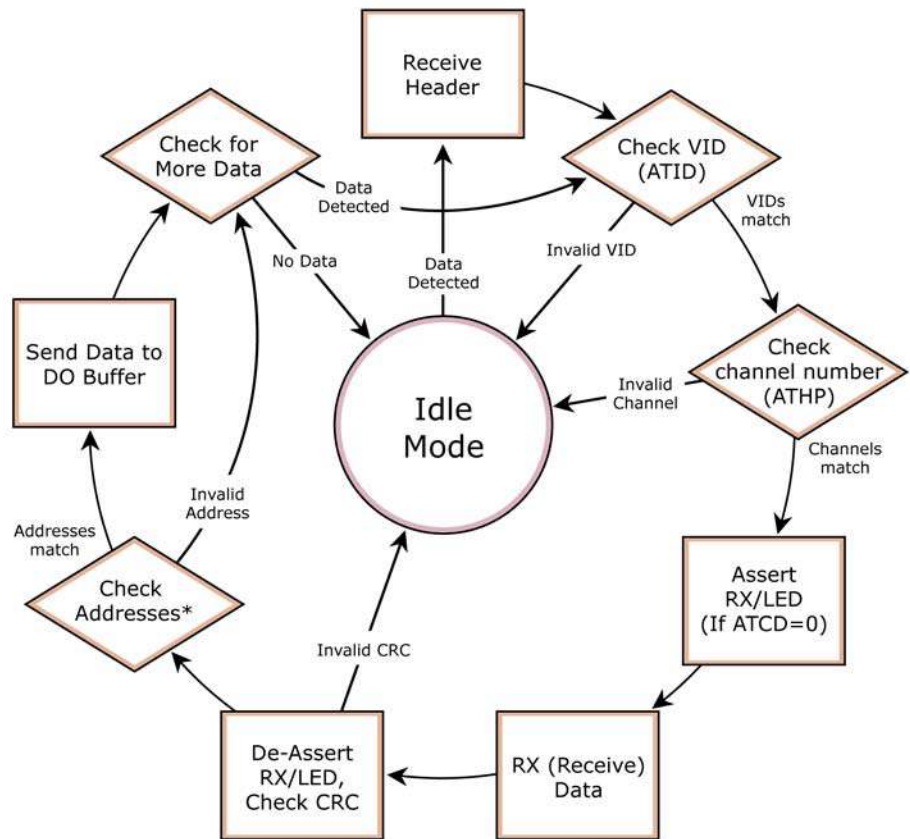 Receive
Header
Check for
More Data
Check VID
(ATID)
Data
Detected
VIDs
match
No Data
Data
Detected
Invalid VID
Send Data to
DO Buffer
Check
channel number
(ATHP)
Invalid
Channel
Idle
Mode
Channels
match
Invalid
Address
Addresses
match
Check
Addresses*
Assert
RX/LED
(If ATCD=0)
Invalid CRC
De-Assert
RX/LED,
Check CRC
RX (Receive)
Data